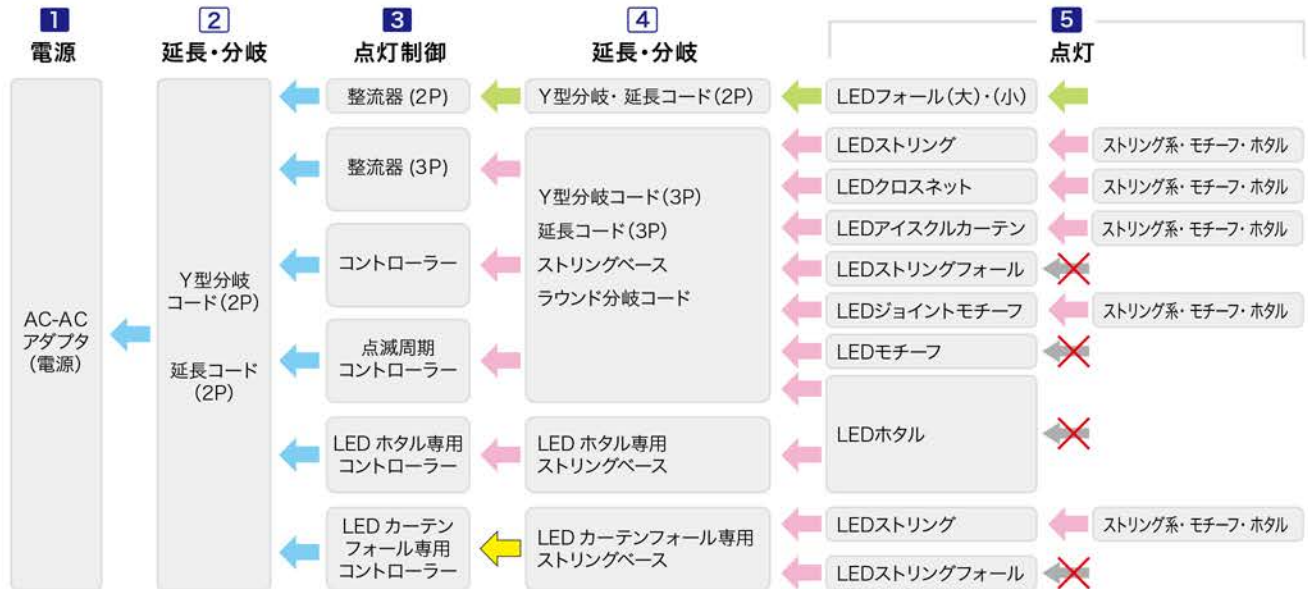 1
電源
2
延長・分岐
3
点灯制御
4
延長・分岐
5
点灯
AC-AC
アダプタ
(電源)
Y型分岐
コード(2P)
延長コード
(2P)
整流器 (2P)
整流器 (3P)
コントローラー
点滅周期
コントローラー
LED ホタル専用
コントローラー
LED カーテン
フォール専用
コントローラー
Y型分岐・延長コード(2P)
Y型分岐コード(3P)
延長コード(3P)
ストリングベース
ラウンド分岐コード
LED ホタル専用
ストリングベース
LED カーテンフォール専用
ストリングベース
LEDフォール(大)・(小)
LEDストリング
ストリング系・モチーフ・ホタル
LEDクロスネット
ストリング系・モチーフ・ホタル
LEDアイスクルカーテン
ストリング系・モチーフ・ホタル
LEDストリングフォール
LEDジョイントモチーフ
ストリング系・モチーフ・ホタル
LEDモチーフ
LEDホタル
LEDストリング
ストリング系・モチーフ・ホタル
LEDストリングフォール